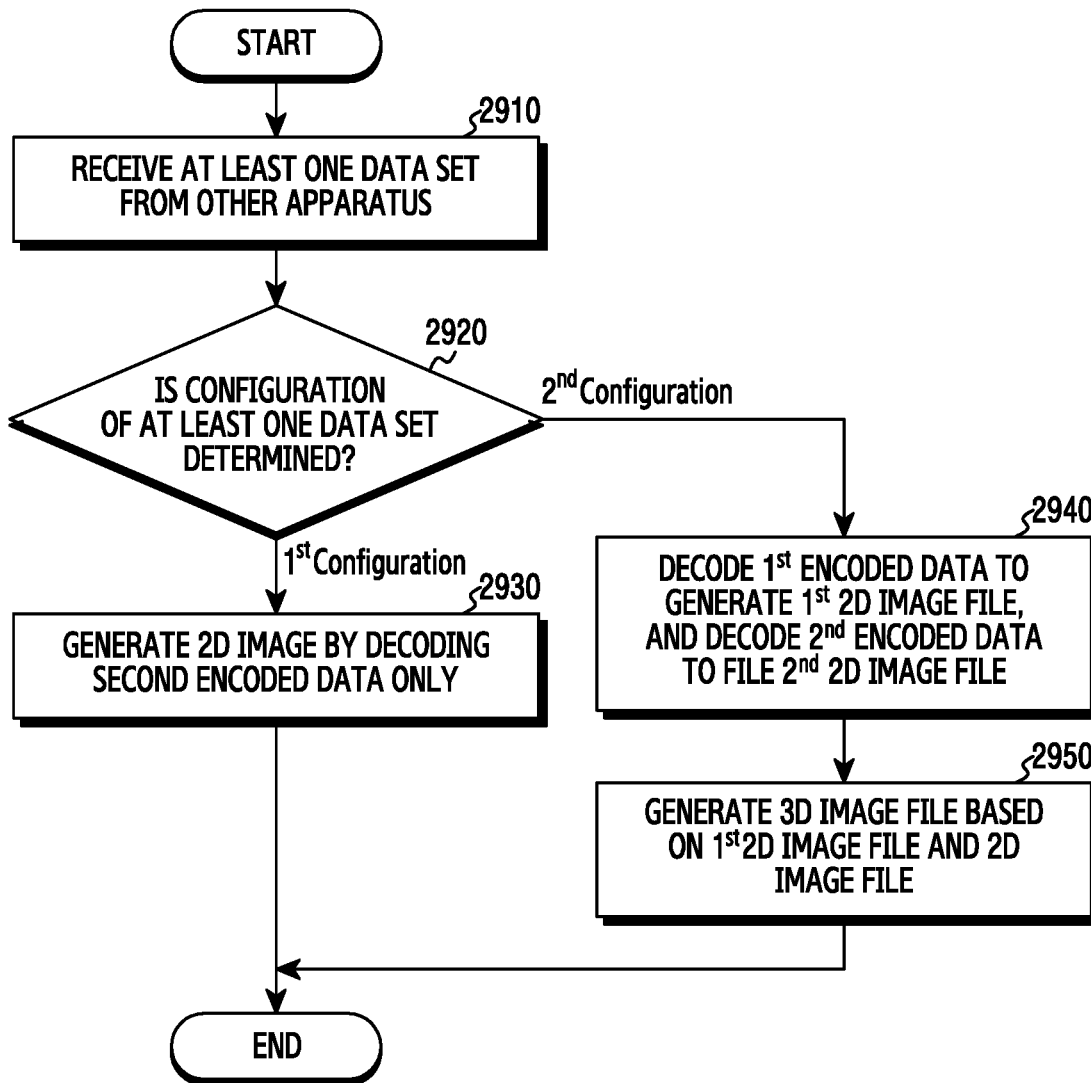 START
2910
RECEIVE AT LEAST ONE DATA SET
FROM OTHER APPARATUS
2920
IS CONFIGURATION
OF AT LEAST ONE DATA SET
DETERMINED?
2nd Configuration
1st Configuration
2930
GENERATE 2D IMAGE BY DECODING
SECOND ENCODED DATA ONLY
2940
DECODE 1st ENCODED DATA TO
GENERATE 1st 2D IMAGE FILE,
AND DECODE 2nd ENCODED DATA
TO FILE 2nd 2D IMAGE FILE
2950
GENERATE 3D IMAGE FILE BASED
ON 1st 2D IMAGE FILE AND 2D
IMAGE FILE
END